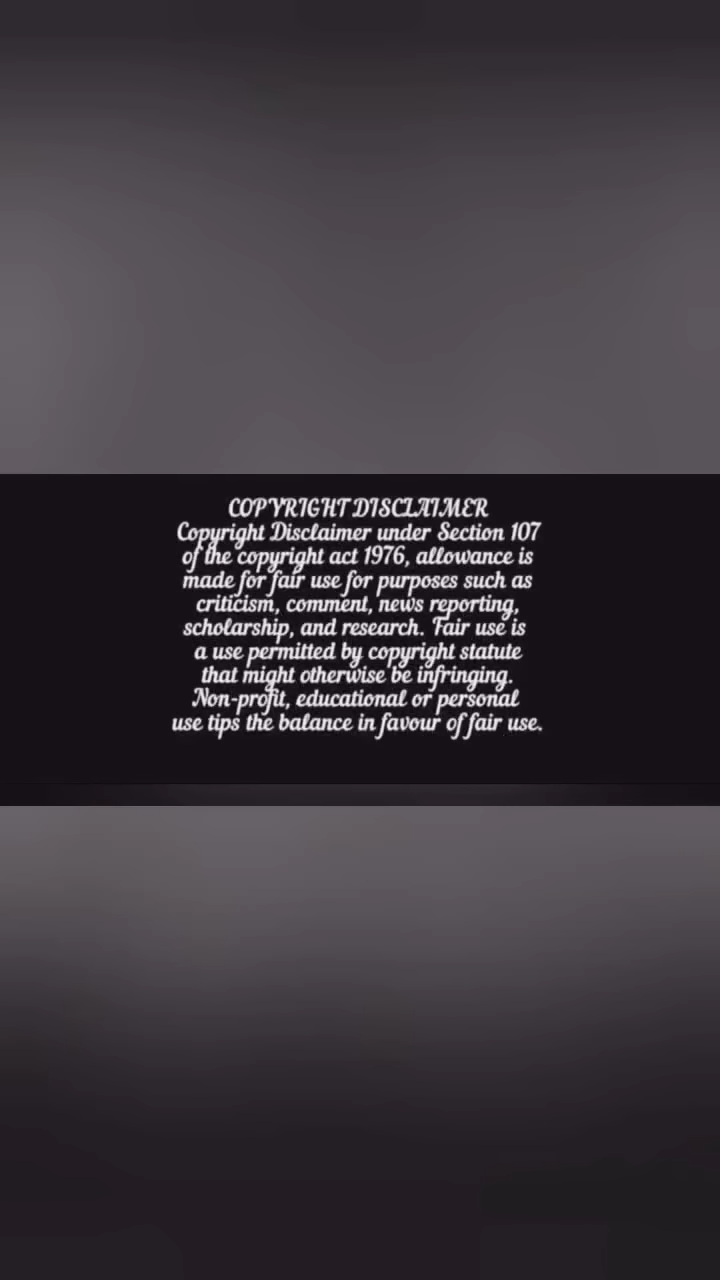 COPYRIGHT DISCLAIMER
Copyright Disclaimer under Section 107
of the copyright act 1976, allowance is
made for fair use for purposes such as
criticism, comment, news reporting,
scholarship, and research. Fair use is
a use permitted by copyright statute
that might otherwise be infringing.
Non-profit, educational or personal
use tips the balance in favour of fair use.